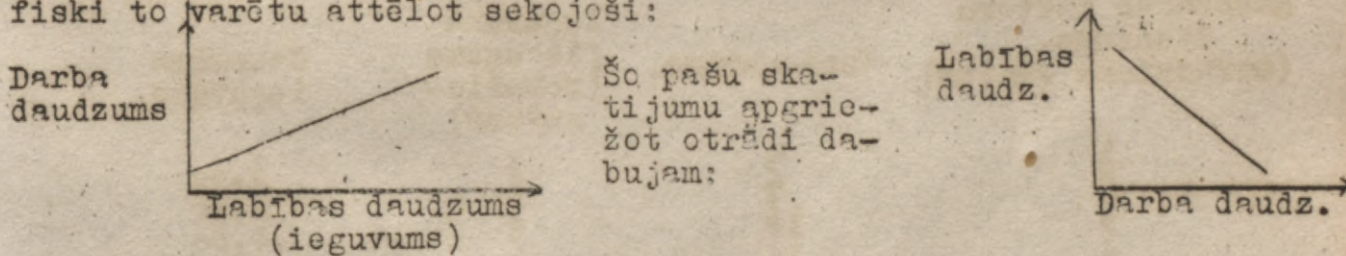 fiski to varētu attēlot sekojoši:
Darba
daudzums
Labības daudzums
(ieguvums)
Šo pašu ska-
tijumu apgrie-
žot otrādi da-
bujam:
Labības
daudz.
Darba daudz.